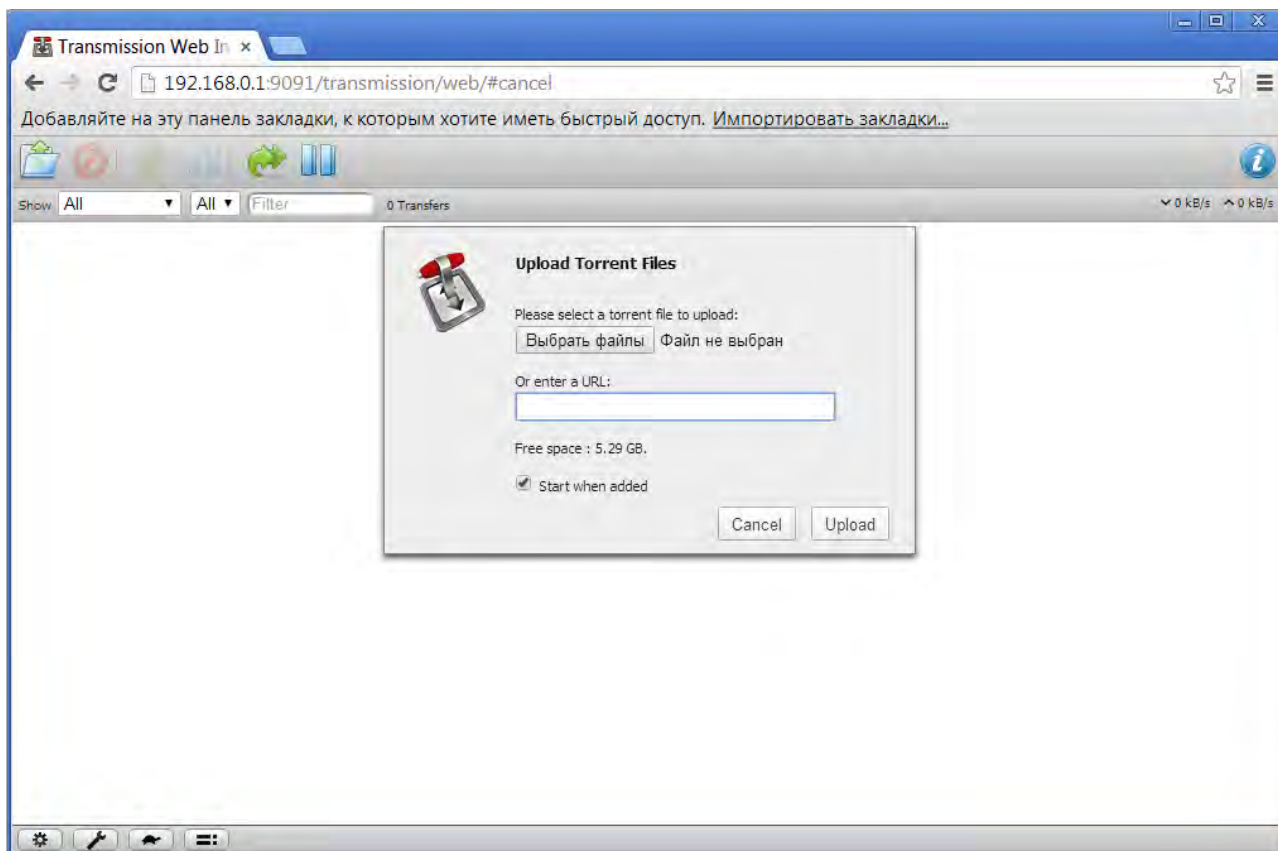 Transmission Web In
192.168.0.1:9091/transmission/web/#cancel
Добавляйте на эту панель закладки, к которым хотите иметь быстрый доступ. Импортировать закладки...
Show All All Filter 0 Transfers 0 kB/s 0 kB/s
Upload Torrent Files
Please select a torrent file to upload:
Выбрать файлы Файл не выбран
Or enter a URL:
Free space : 5.29 GB.
Start when added
Cancel Upload